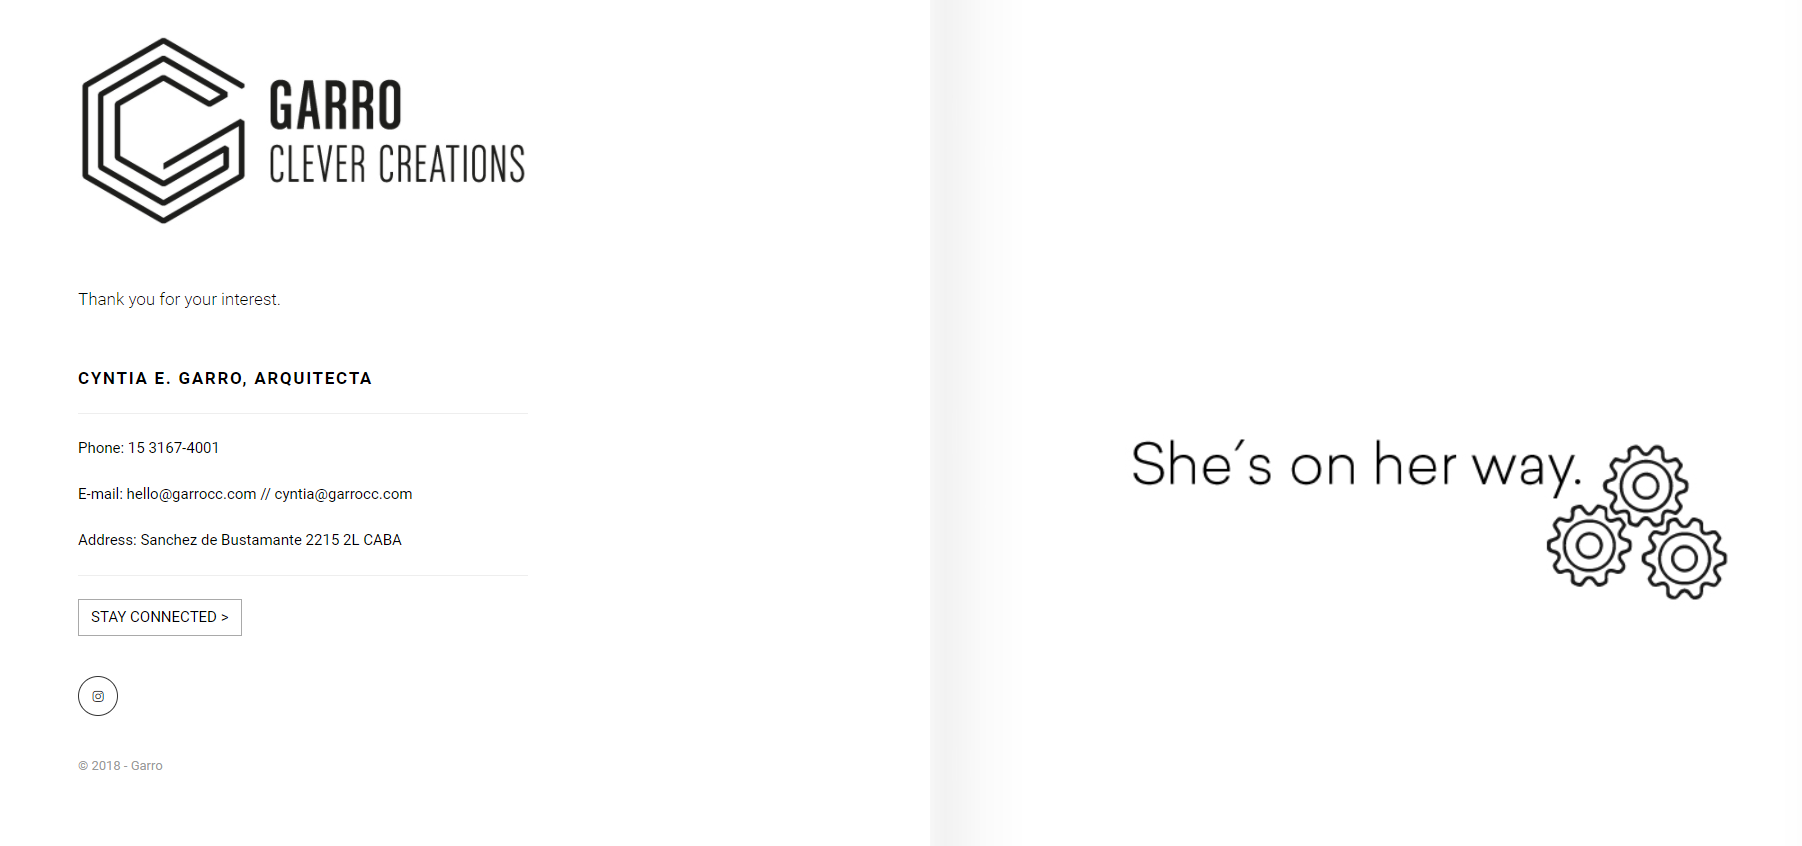 GARRO
CLEVER CREATIONS
Thank you for your interest.
CYNTIA E. GARRO, ARQUITECTA
Phone: 15 3167-4001
E-mail: hello@garrocc.com // cyntia@garrocc.com
Address: Sanchez de Bustamante 2215 2L CABA
STAY CONNECTED >
© 2018 - Garro
She´s on her way.